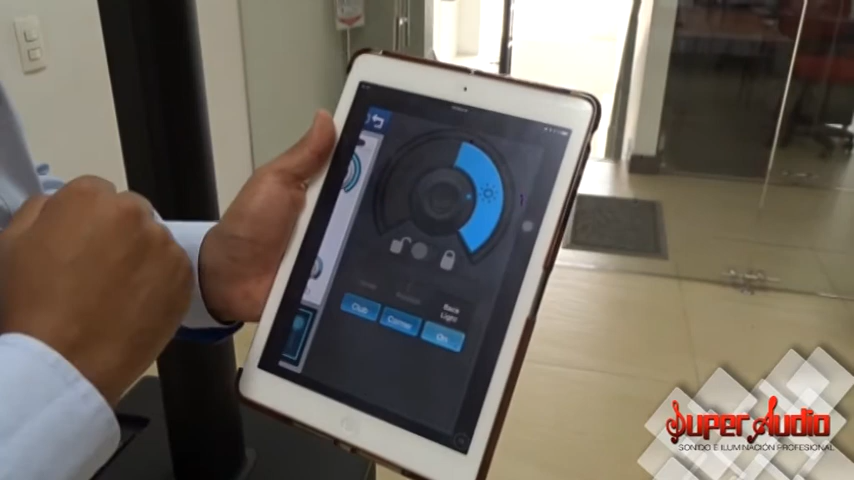 Back
Light
Club
Corner
On
Super Audio
SONIDO E ILUMINACIÓN PROFESIONAL